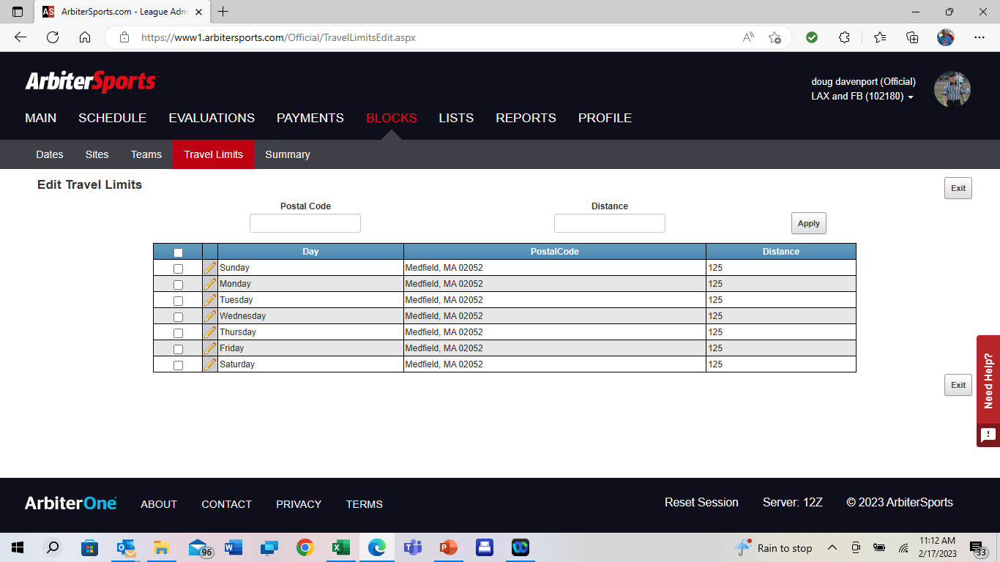 AS ArbiterSports.com - League Adm
https://www1.arbitersports.com/Official/TravelLimitsEdit.aspx
ArbiterSports
doug davenport (Official)
LAX and FB (102180)
MAIN SCHEDULE EVALUATIONS PAYMENTS BLOCKS LISTS REPORTS PROFILE
Dates Sites Teams Travel Limits Summary
Edit Travel Limits
Exit
Postal Code Distance
Apply
Day PostalCode Distance
Sunday Medfield, MA 02052 125
Monday Medfield, MA 02052 125
Tuesday Medfield, MA 02052 125
Wednesday Medfield, MA 02052 125
Thursday Medfield, MA 02052 125
Friday Medfield, MA 02052 125
Saturday Medfield, MA 02052 125
Exit
Need Help?
ArbiterOne ABOUT CONTACT PRIVACY TERMS Reset Session Server: 12Z © 2023 ArbiterSports
96
Rain to stop
11:12 AM
2/17/2023
33